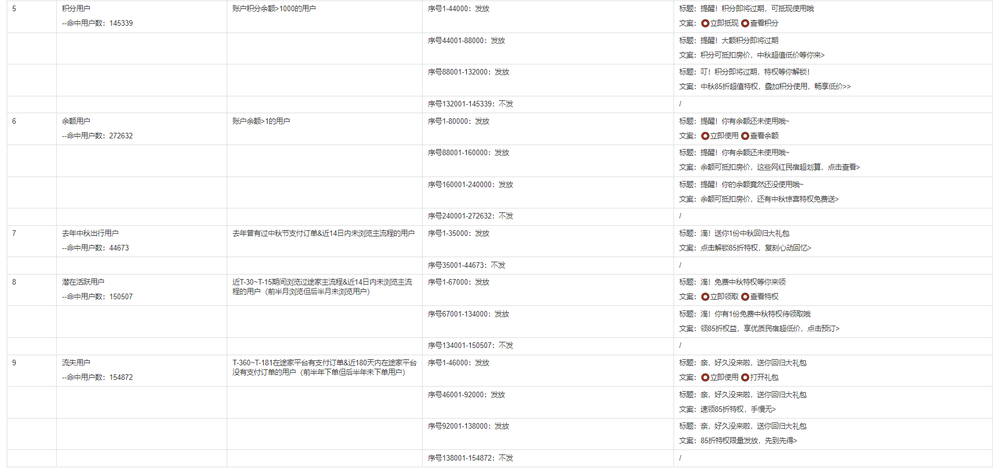 5 积分用户 账户积分余额>1000的用户 序号1-44000：发放 标题：提醒！积分即将过期，可抵现使用哦
--命中用户数：145339 文案：⭕立即抵现 ⭕查看积分
序号44001-88000：发放 标题：提醒！大额积分即将过期
文案：积分可抵扣房价，中秋超值低价等你来>
序号88001-132000：发放 标题：叮！积分即将过期，特权等你解锁！
文案：中秋85折超值特权，叠加积分使用，畅享低价>>
序号132001-145339：不发 /
6 余额用户 账户余额>1的用户 序号1-80000：发放 标题：提醒！你有余额还未使用哦~
--命中用户数：272632 文案：⭕立即使用 ⭕查看余额
序号88001-160000：发放 标题：提醒！你有余额还未使用哦~
文案：余额可抵扣房价，这些网红民宿超划算，点击查看>
序号160001-240000：发放 标题：提醒！你的余额竟然还没使用哦~
文案：余额可抵扣房价，还有中秋惊喜特权免费送>
序号240001-272632：不发 /
7 去年中秋出行用户 去年曾有过中秋节支付订单&近14日内未浏览主流程的用户 序号1-35000：发放 标题：滴！送你1份中秋回归大礼包
--命中用户数：44673 文案：点击解锁85折特权，复刻心动回忆>
序号35001-44673：不发 /
8 潜在活跃用户 近T-30~T-15期间浏览过途家主流程&近14日内未浏览主流 序号1-67000：发放 标题：滴！免费中秋特权等你来领
程的用户（前半月浏览但后半月未浏览用户）
--命中用户数：150507 文案：⭕立即领取 ⭕查看特权
序号67001-134000：发放 标题：滴！你有1份免费中秋特权待领取哦
文案：领85折权益，享优质民宿超低价，点击预订>
序号134001-150507：不发 /
9 流失用户 T-360~T-181在途家平台有支付订单&近180天内在途家平台 序号1-46000：发放 标题：亲，好久没来啦，送你回归大礼包
没有支付订单的用户（前半年下单但后半年未下单用户）
--命中用户数：154872 文案：⭕立即使用 ⭕打开礼包
序号46001-92000：发放 标题：亲，好久没来啦，送你回归大礼包
文案：速领85折特权，手慢无>
序号92001-138000：发放 标题：亲，好久没来啦，送你回归大礼包
文案：85折特权限量发放，先到先得>
序号138001-154872：不发 /